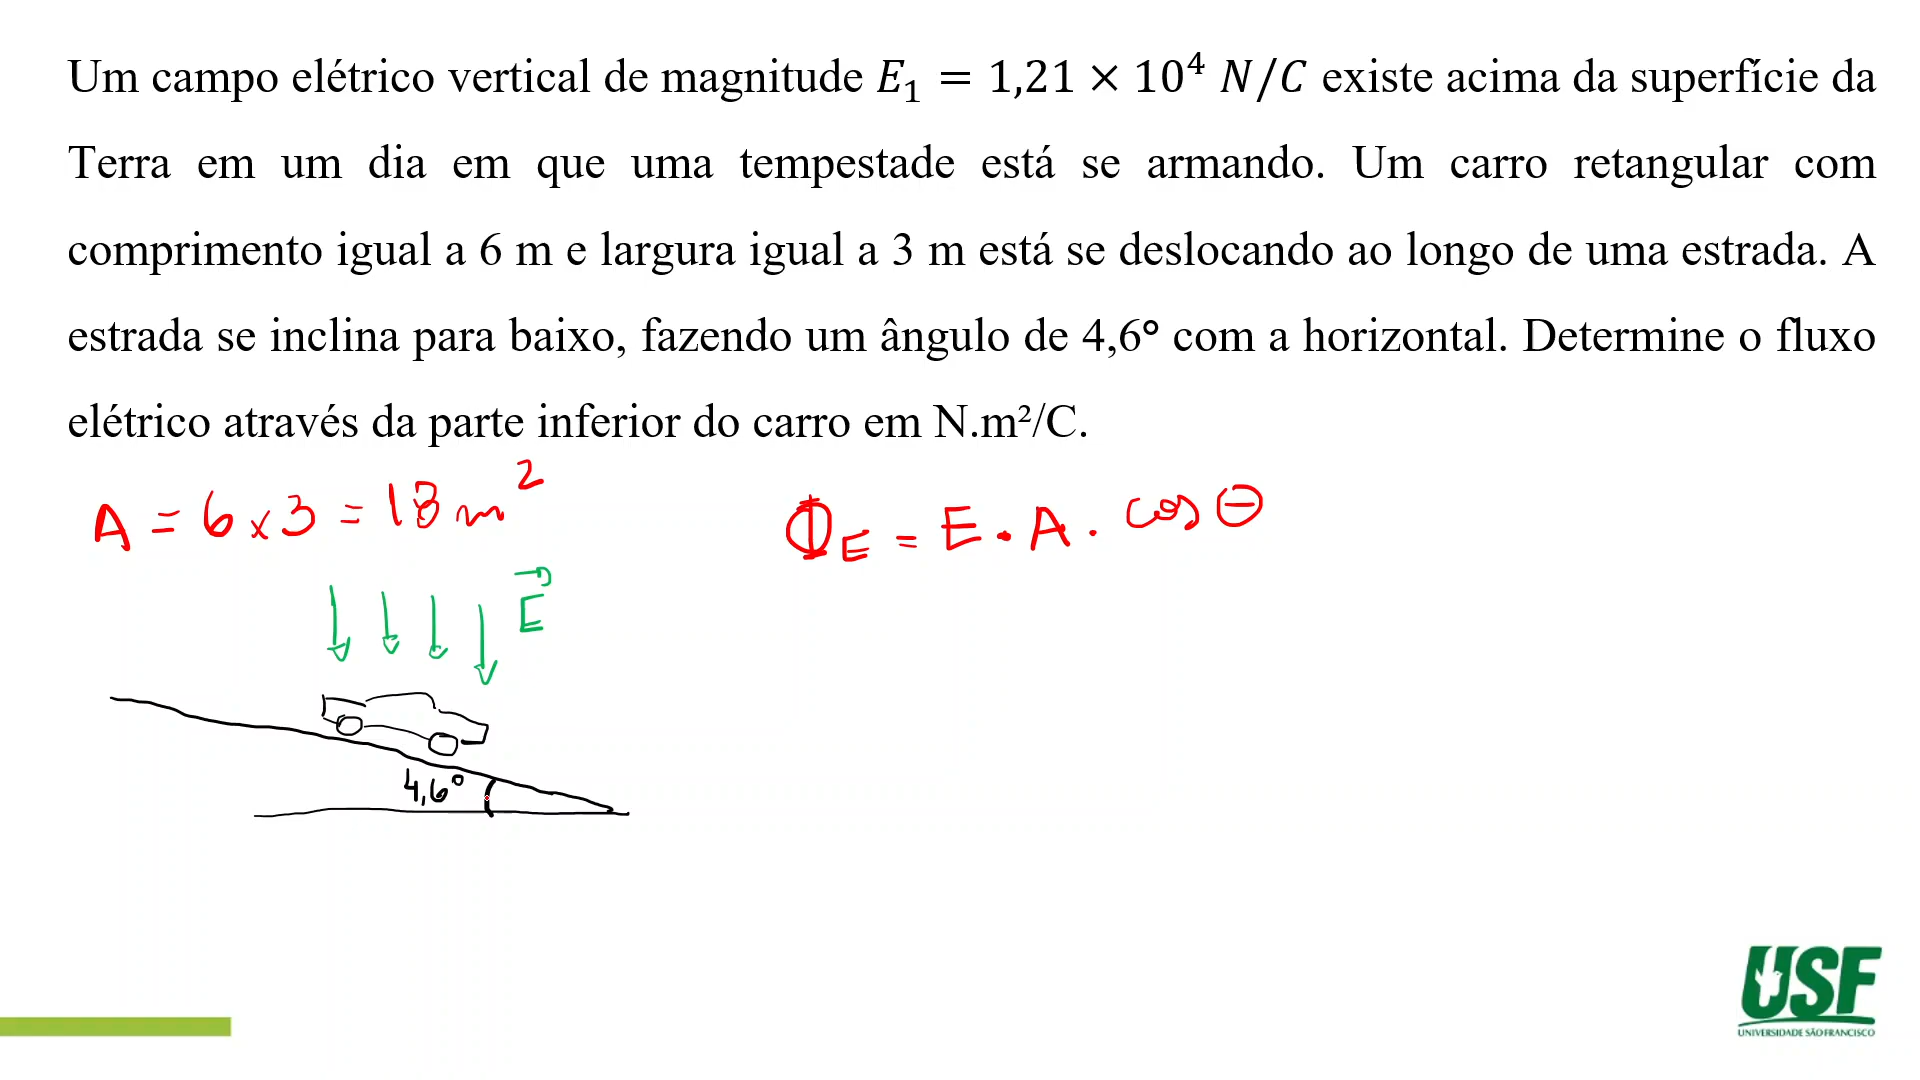 Um campo elétrico vertical de magnitude E₁ = 1,21 × 10⁴ N/C existe acima da superfície da
Terra em um dia em que uma tempestade está se armando. Um carro retangular com
comprimento igual a 6 m e largura igual a 3 m está se deslocando ao longo de uma estrada. A
estrada se inclina para baixo, fazendo um ângulo de 4,6° com a horizontal. Determine o fluxo
elétrico através da parte inferior do carro em N.m²/C.
A = 6 x 3 = 18 m²
Φ_E = E . A . cos Θ
E⃗
4,6°
USF
UNIVERSIDADE SÃO FRANCISCO